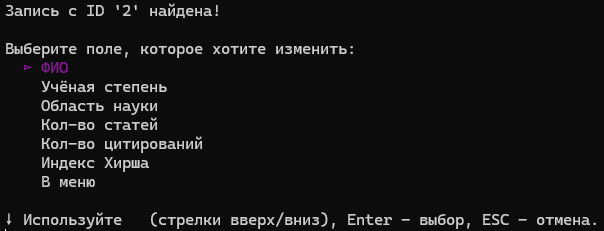 Запись с ID '2' найдена!
Выберите поле, которое хотите изменить:
▻ ФИО
Учёная степень
Область науки
Кол-во статей
Кол-во цитирований
Индекс Хирша
В меню
↓ Используйте   (стрелки вверх/вниз), Enter - выбор, ESC - отмена.